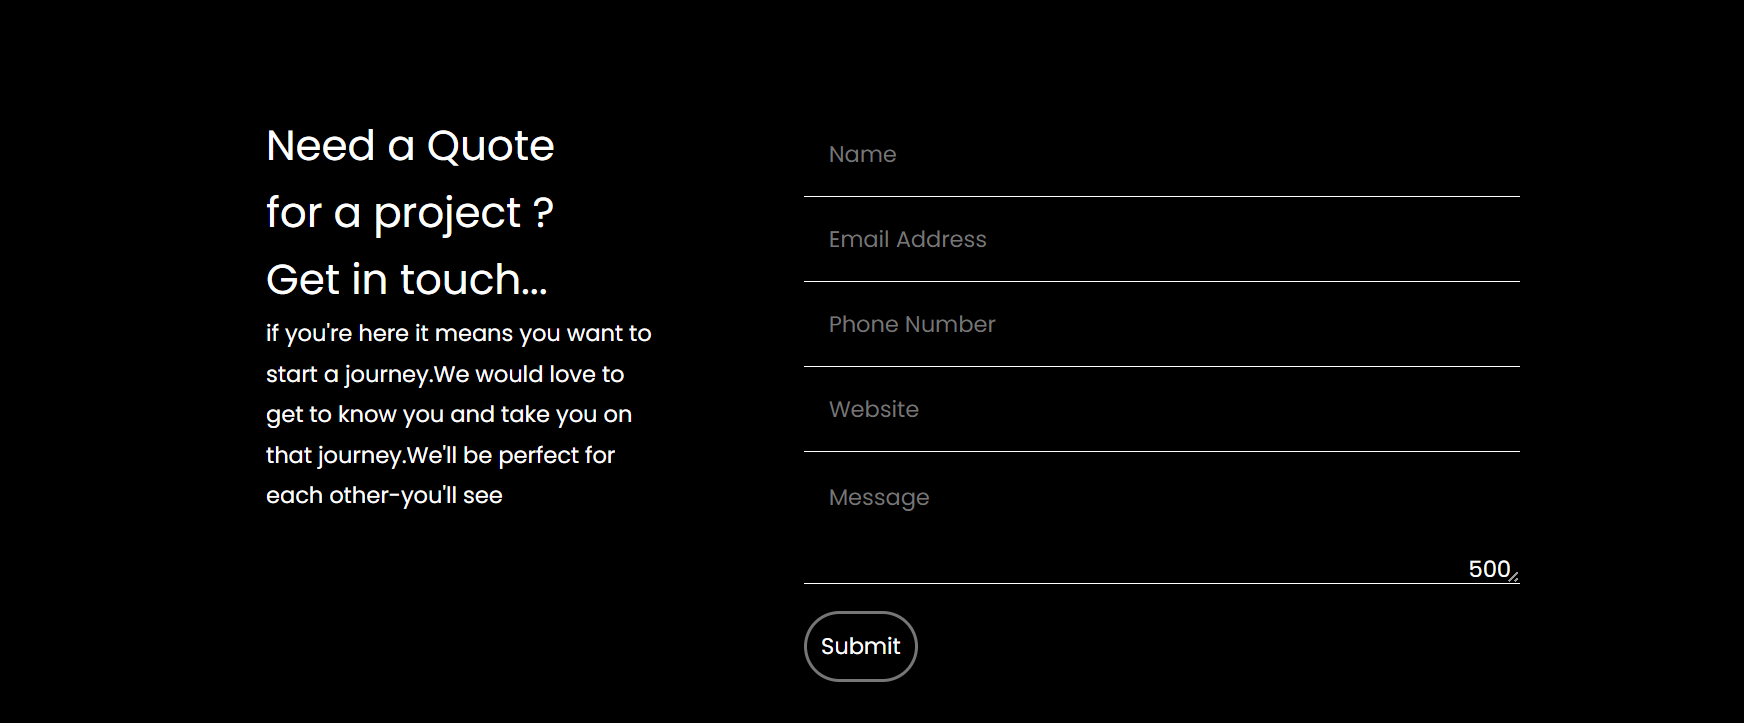 Need a Quote
for a project ?
Get in touch...
if you're here it means you want to
start a journey.We would love to
get to know you and take you on
that journey.We'll be perfect for
each other-you'll see
Name
Email Address
Phone Number
Website
Message
500
Submit